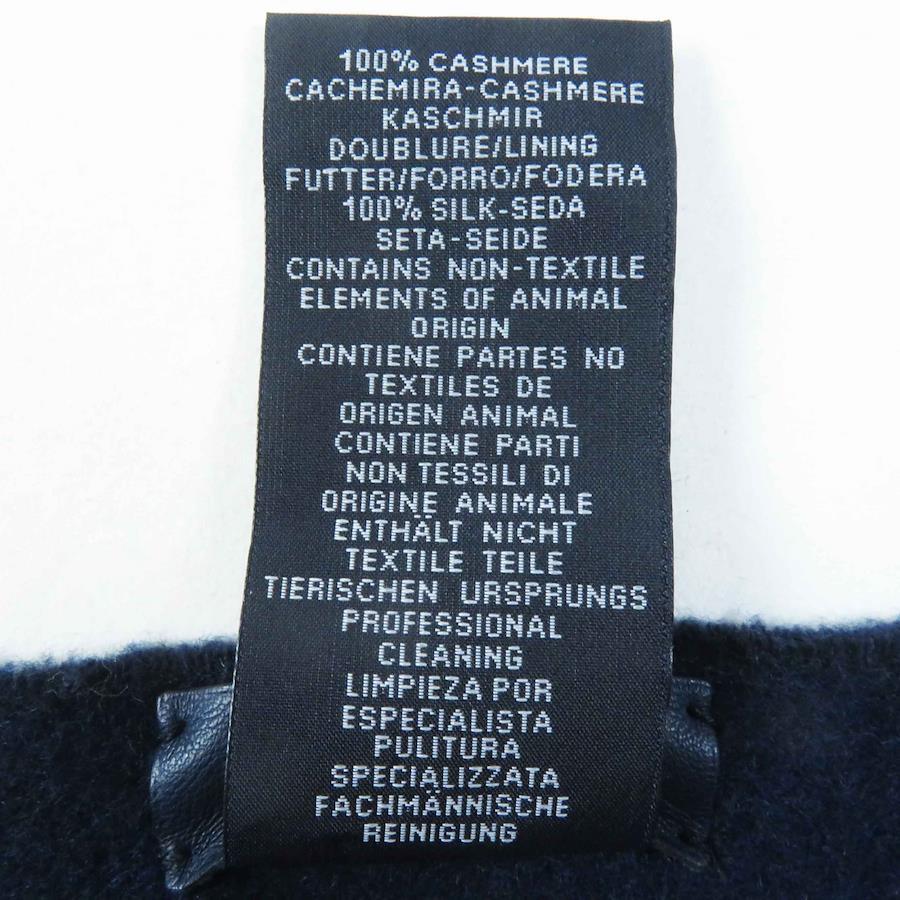 100% CASHMERE
CACHEMIRA-CASHMERE
KASCHMIR
DOUBLURE/LINING
FUTTER/FORRO/FODERA
100% SILK-SEDA
SETA-SEIDE
CONTAINS NON-TEXTILE
ELEMENTS OF ANIMAL
ORIGIN
CONTIENE PARTES NO
TEXTILES DE
ORIGEN ANIMAL
CONTIENE PARTI
NON TESSILI DI
ORIGINE ANIMALE
ENTHÄLT NICHT
TEXTILE TEILE
TIERISCHEN URSPRUNGS
PROFESSIONAL
CLEANING
LIMPIEZA POR
ESPECIALISTA
PULITURA
SPECIALIZZATA
FACHMÄNNISCHE
REINIGUNG